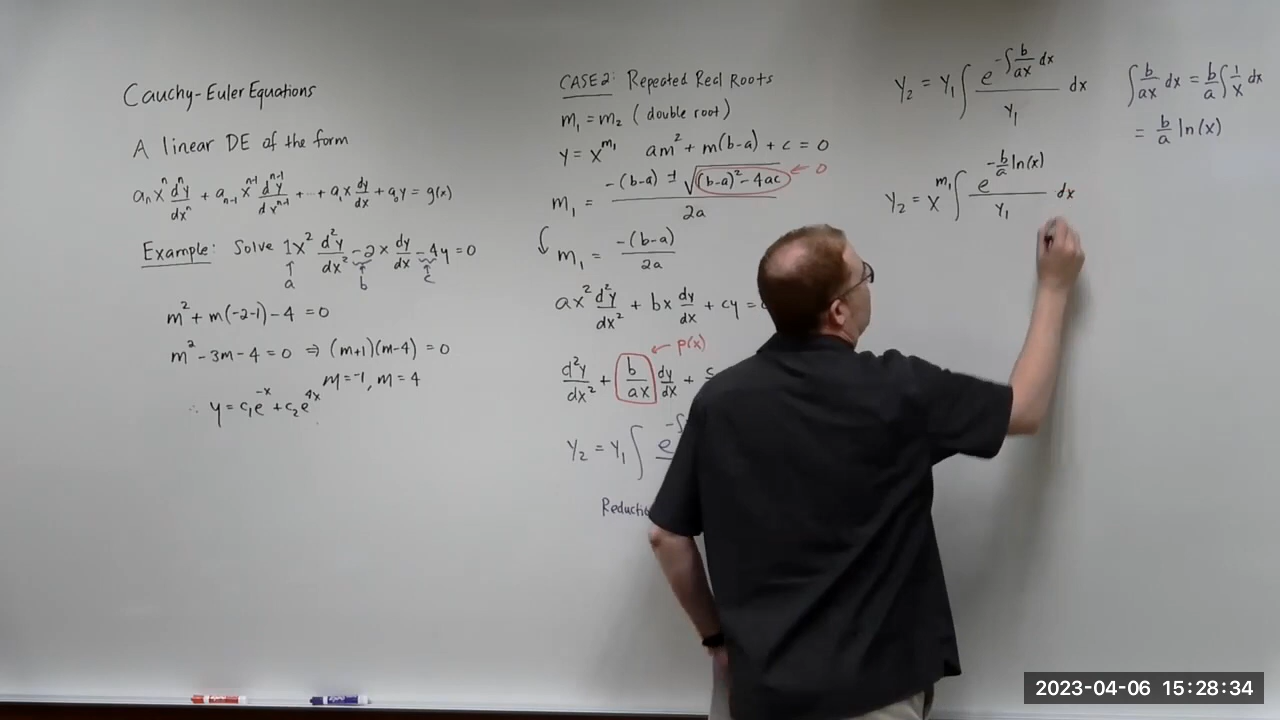 Cauchy-Euler Equations
A linear DE of the form
aₙxⁿ dⁿy/dxⁿ + aₙ₋₁xⁿ⁻¹ dⁿ⁻¹y/dxⁿ⁻¹ + ⋯ + a₁x dy/dx + a₀y = g(x)
Example: Solve 1x² d²y/dx² - 2x dy/dx - 4y = 0
a b c
m² + m(-2-1) - 4 = 0
m² - 3m - 4 = 0 ⇒ (m+1)(m-4) = 0
m = -1, m = 4
∴ y = c₁e^(-x) + c₂e^(4x)
CASE 2: Repeated Real Roots
m₁ = m₂ (double root)
y = x^(m₁) am² + m(b-a) + c = 0
m₁ = (-(b-a) ± √((b-a)² - 4ac))/(2a) ← 0
m₁ = -(b-a)/(2a)
ax² d²y/dx² + bx dy/dx + cy =
← p(x)
d²y/dx² + b/(ax) dy/dx +
y₂ = y₁ ∫ e^(-∫
y₂ = y₁ ∫ e^(-∫ b/(ax) dx)/y₁ dx
y₂ = x^(m₁) ∫ e^(-b/a ln(x))/y₁ dx
∫ b/(ax) dx = b/a ∫ 1/x dx
= b/a ln(x)
2023-04-06 15:28:34